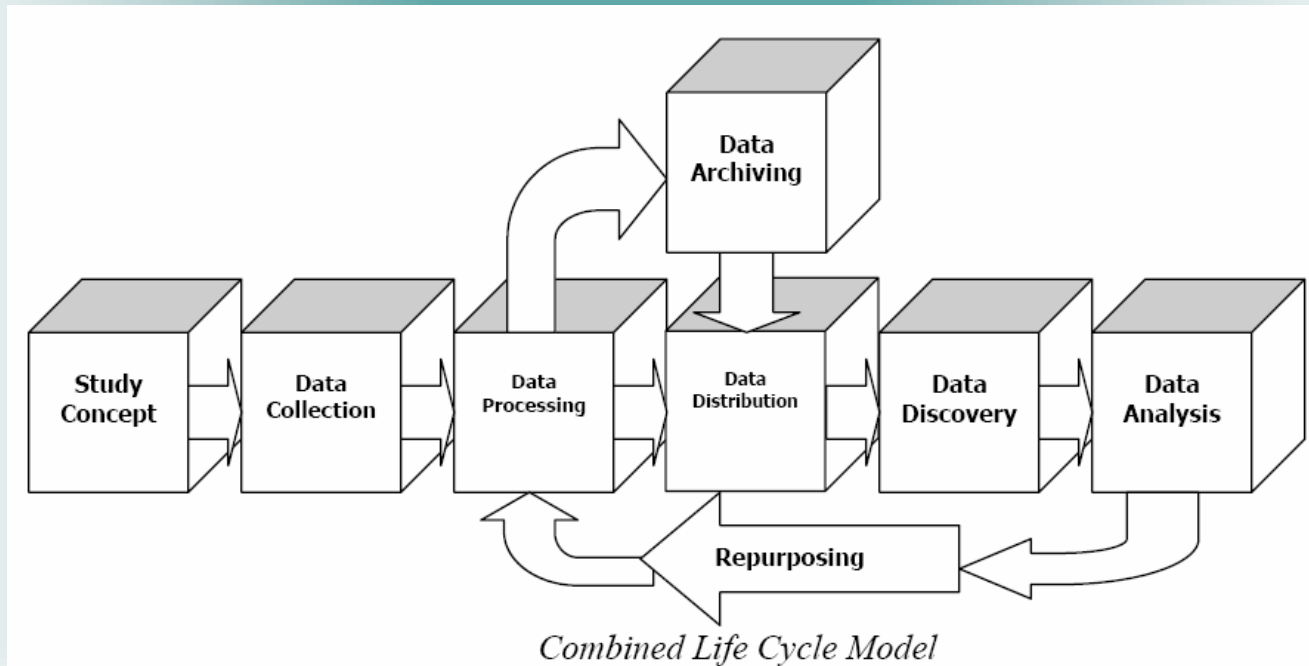 Data
Archiving
Study
Concept
Data
Collection
Data
Processing
Data
Distribution
Data
Discovery
Data
Analysis
Repurposing
Combined Life Cycle Model